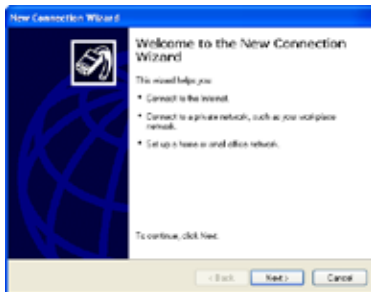 New Connection Wizard
Welcome to the New Connection
Wizard
This wizard helps you:
• Connect to the Internet.
• Connect to a private network, such as your workplace
network.
• Set up a home or small office network.
To continue, click Next.
< Back Next > Cancel